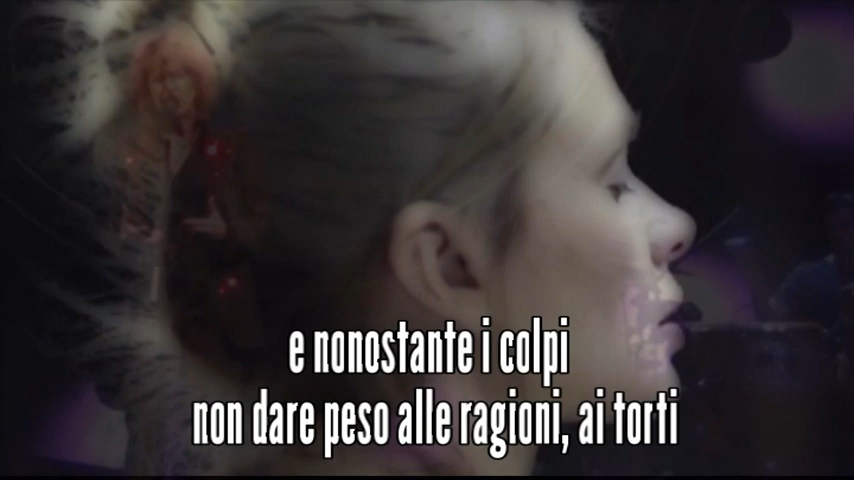 e nonostante i colpi
non dare peso alle ragioni, ai torti